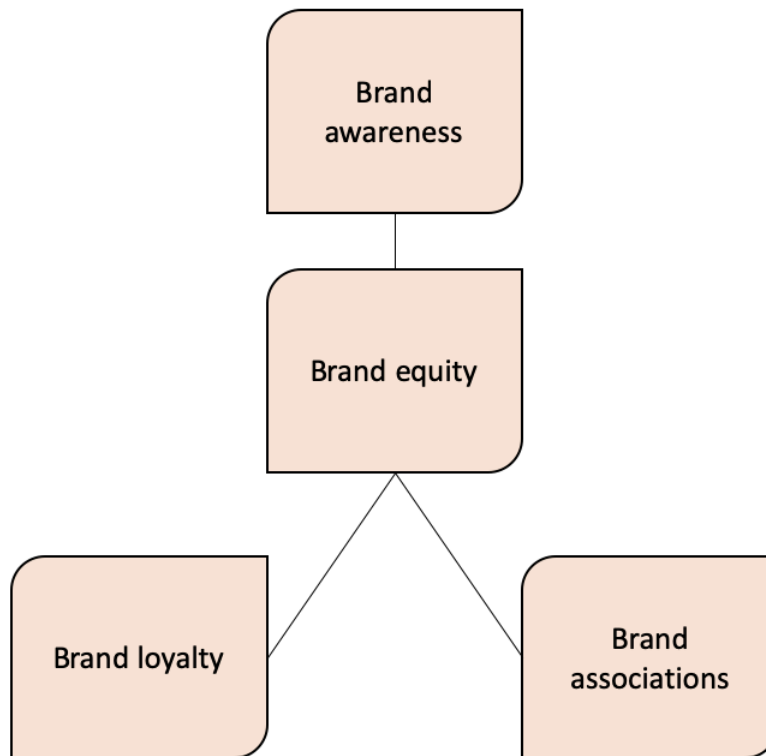 Brand
awareness
Brand equity
Brand loyalty
Brand
associations